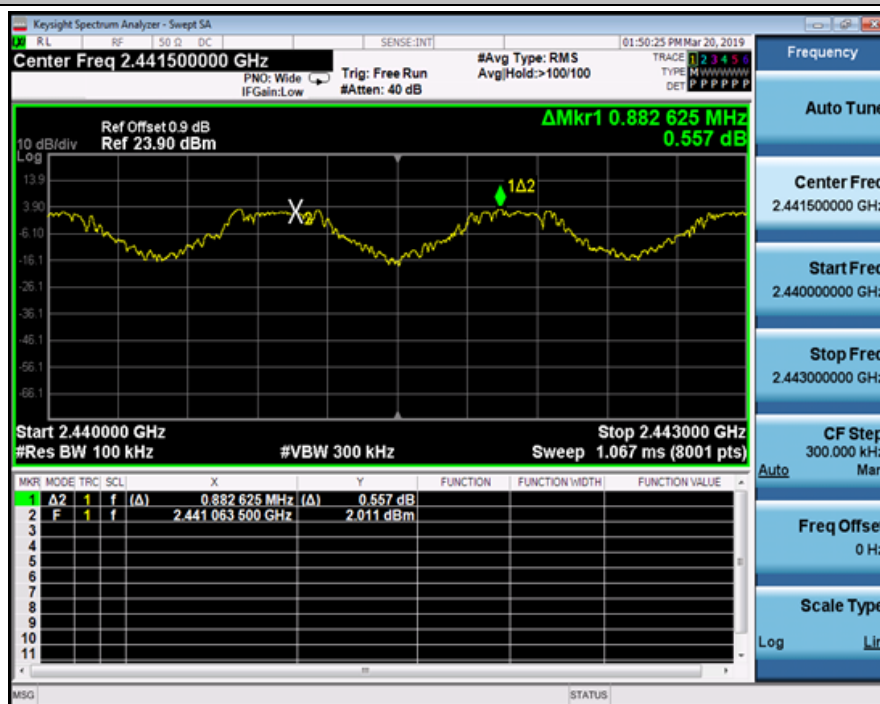 Keysight Spectrum Analyzer - Swept SA
RL RF 50 Ω DC SENSE:INT 01:50:25 PM Mar 20, 2019
Center Freq 2.441500000 GHz
PNO: Wide
IFGain:Low
Trig: Free Run
#Atten: 40 dB
#Avg Type: RMS
Avg|Hold:>100/100
TRACE 1 2 3 4 5 6
TYPE M WWWWW
DET P P P P P P
Ref Offset 0.9 dB
Ref 23.90 dBm
10 dB/div
Log
ΔMkr1 0.882 625 MHz
0.557 dB
13.9
3.90
-6.10
-16.1
-26.1
-36.1
-46.1
-56.1
-66.1
X2
1Δ2
Start 2.440000 GHz Stop 2.443000 GHz
#Res BW 100 kHz #VBW 300 kHz Sweep 1.067 ms (8001 pts)
MKR MODE TRC SCL X Y FUNCTION FUNCTION WIDTH FUNCTION VALUE
1 Δ2 1 f (Δ) 0.882 625 MHz (Δ) 0.557 dB
2 F 1 f 2.441 063 500 GHz 2.011 dBm
3
4
5
6
7
8
9
10
11
MSG STATUS
Frequency
Auto Tune
Center Freq
2.441500000 GHz
Start Freq
2.440000000 GHz
Stop Freq
2.443000000 GHz
CF Step
300.000 kHz
Auto Man
Freq Offset
0 Hz
Scale Type
Log Lin